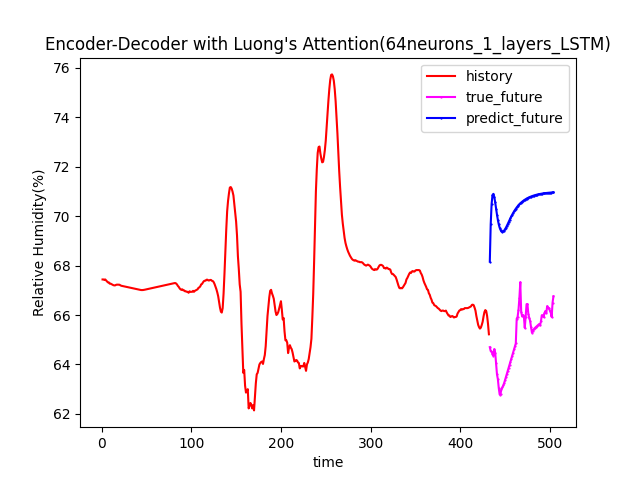 Encoder-Decoder with Luong's Attention(64neurons_1_layers_LSTM)
history
true_future
predict_future
Relative Humidity(%)
76
74
72
70
68
66
64
62
0 100 200 300 400 500
time